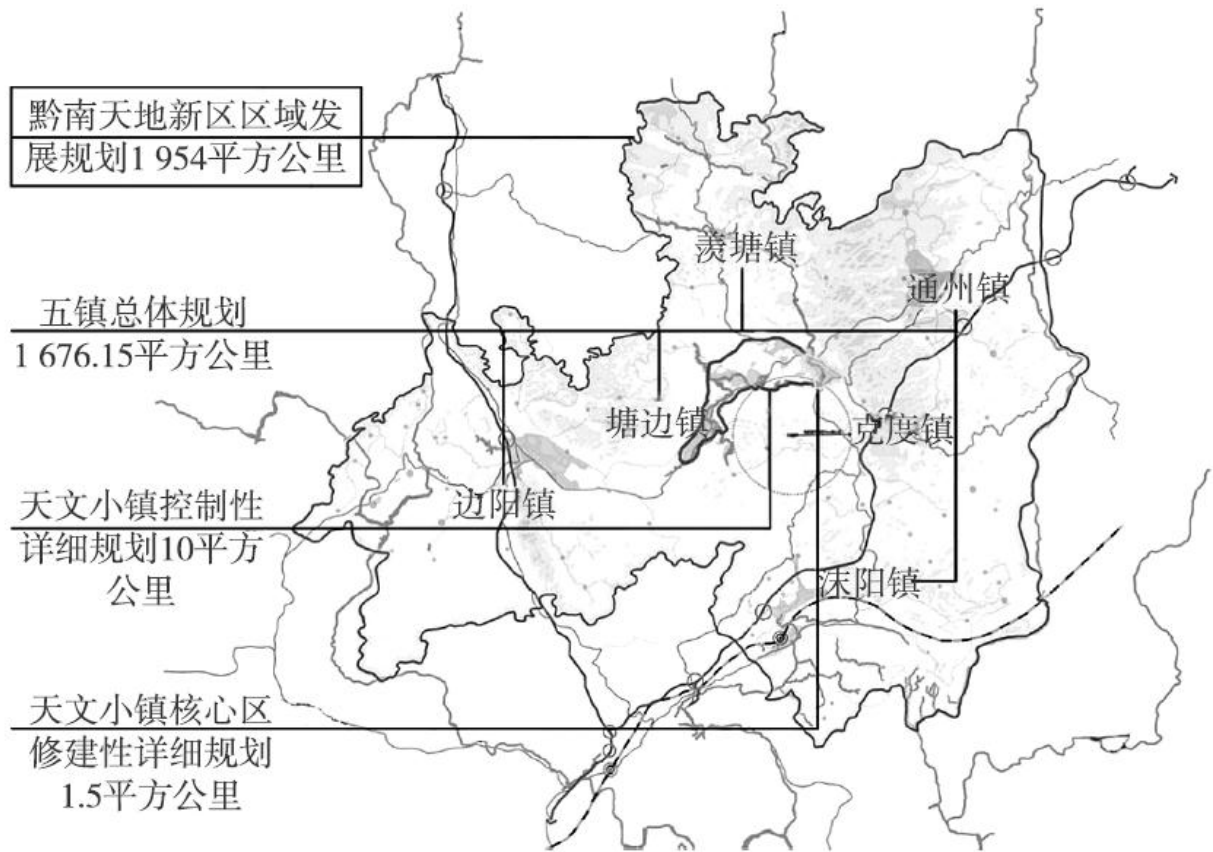 黔南天地新区区域发
展规划1 954平方公里
羡塘镇
通州镇
五镇总体规划
1 676.15平方公里
塘边镇
克度镇
边阳镇
天文小镇控制性
详细规划10平方
公里
沫阳镇
天文小镇核心区
修建性详细规划
1.5平方公里